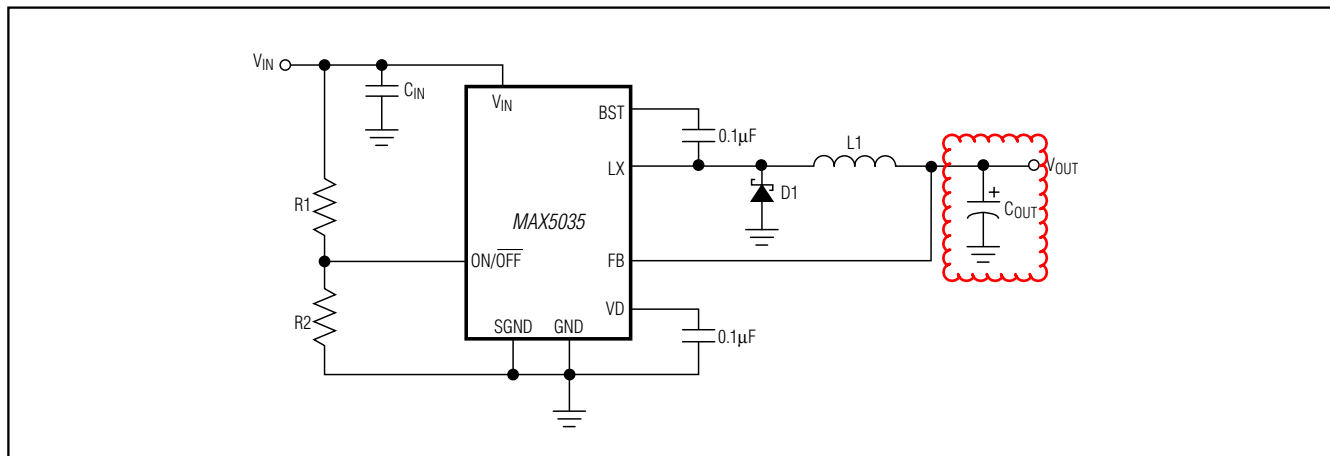 VIN
CIN
VIN
BST
0.1µF
LX
L1
VOUT
D1
+
COUT
R1
MAX5035
ON/OFF
FB
R2
VD
SGND
GND
0.1µF